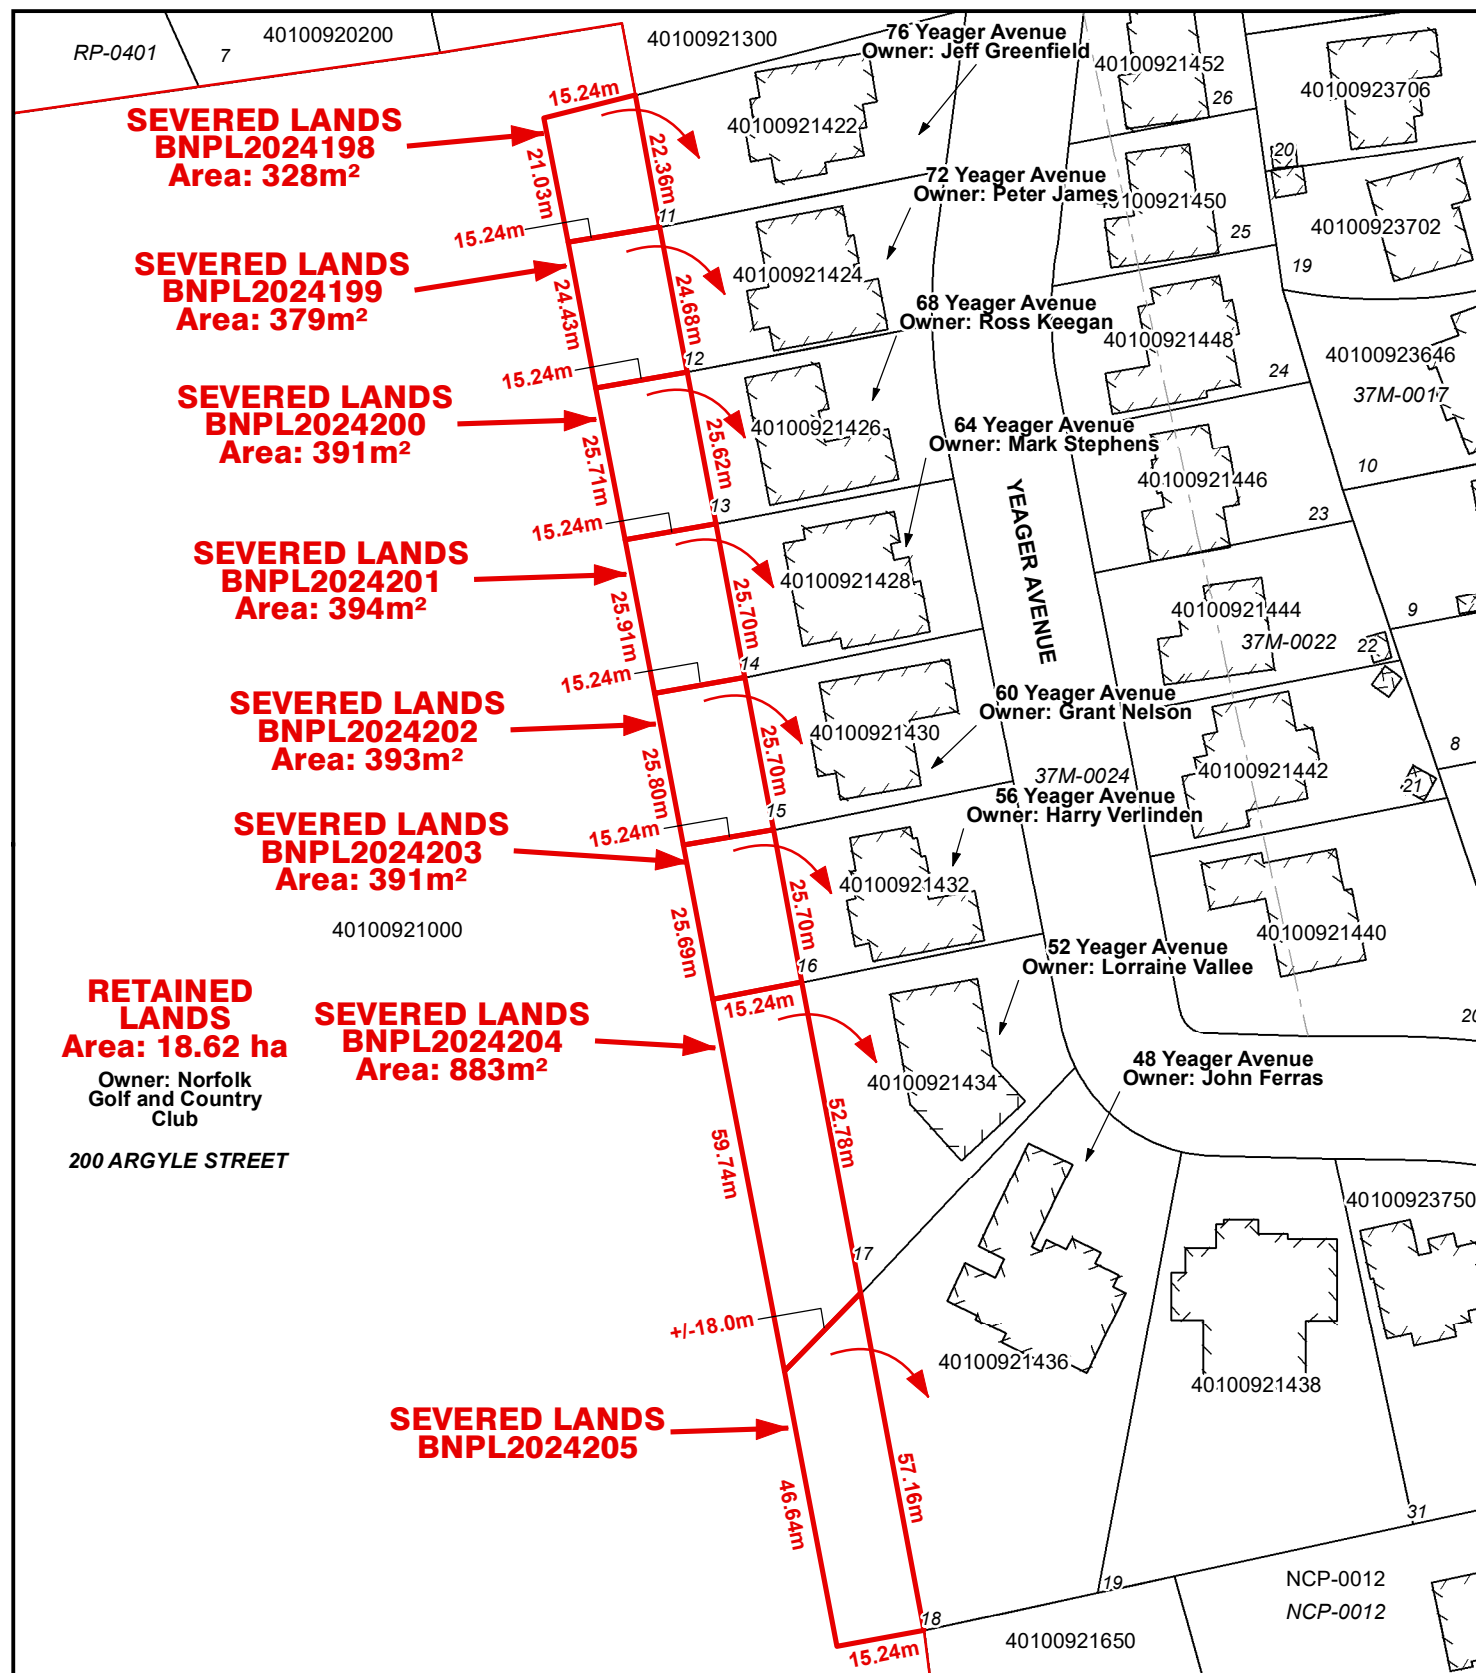 RP-0401
7
40100920200
40100921300
76 Yeager Avenue
Owner: Jeff Greenfield
40100921452
26
40100923706
15.24m
SEVERED LANDS
BNPL2024198
Area: 328m²
21.03m
22.36m
40100921422
20
72 Yeager Avenue
Owner: Peter James
40100921450
25
40100923702
19
11
15.24m
SEVERED LANDS
BNPL2024199
Area: 379m²
24.43m
24.68m
40100921424
68 Yeager Avenue
Owner: Ross Keegan
40100921448
24
40100923646
37M-0017
12
15.24m
SEVERED LANDS
BNPL2024200
Area: 391m²
25.71m
25.62m
40100921426
64 Yeager Avenue
Owner: Mark Stephens
40100921446
23
10
13
15.24m
YEAGER AVENUE
SEVERED LANDS
BNPL2024201
Area: 394m²
25.91m
25.70m
40100921428
40100921444
37M-0022
22
9
14
15.24m
SEVERED LANDS
BNPL2024202
Area: 393m²
25.80m
25.70m
40100921430
60 Yeager Avenue
Owner: Grant Nelson
37M-0024
40100921442
21
8
15
15.24m
SEVERED LANDS
BNPL2024203
Area: 391m²
25.69m
25.70m
40100921432
56 Yeager Avenue
Owner: Harry Verlinden
40100921440
40100921000
16
15.24m
52 Yeager Avenue
Owner: Lorraine Vallee
20
RETAINED
LANDS
Area: 18.62 ha
Owner: Norfolk
Golf and Country
Club
200 ARGYLE STREET
SEVERED LANDS
BNPL2024204
Area: 883m²
59.74m
52.78m
40100921434
48 Yeager Avenue
Owner: John Ferras
40100923750
17
+/-18.0m
40100921436
40100921438
SEVERED LANDS
BNPL2024205
46.64m
57.16m
31
19
18
15.24m
40100921650
NCP-0012
NCP-0012